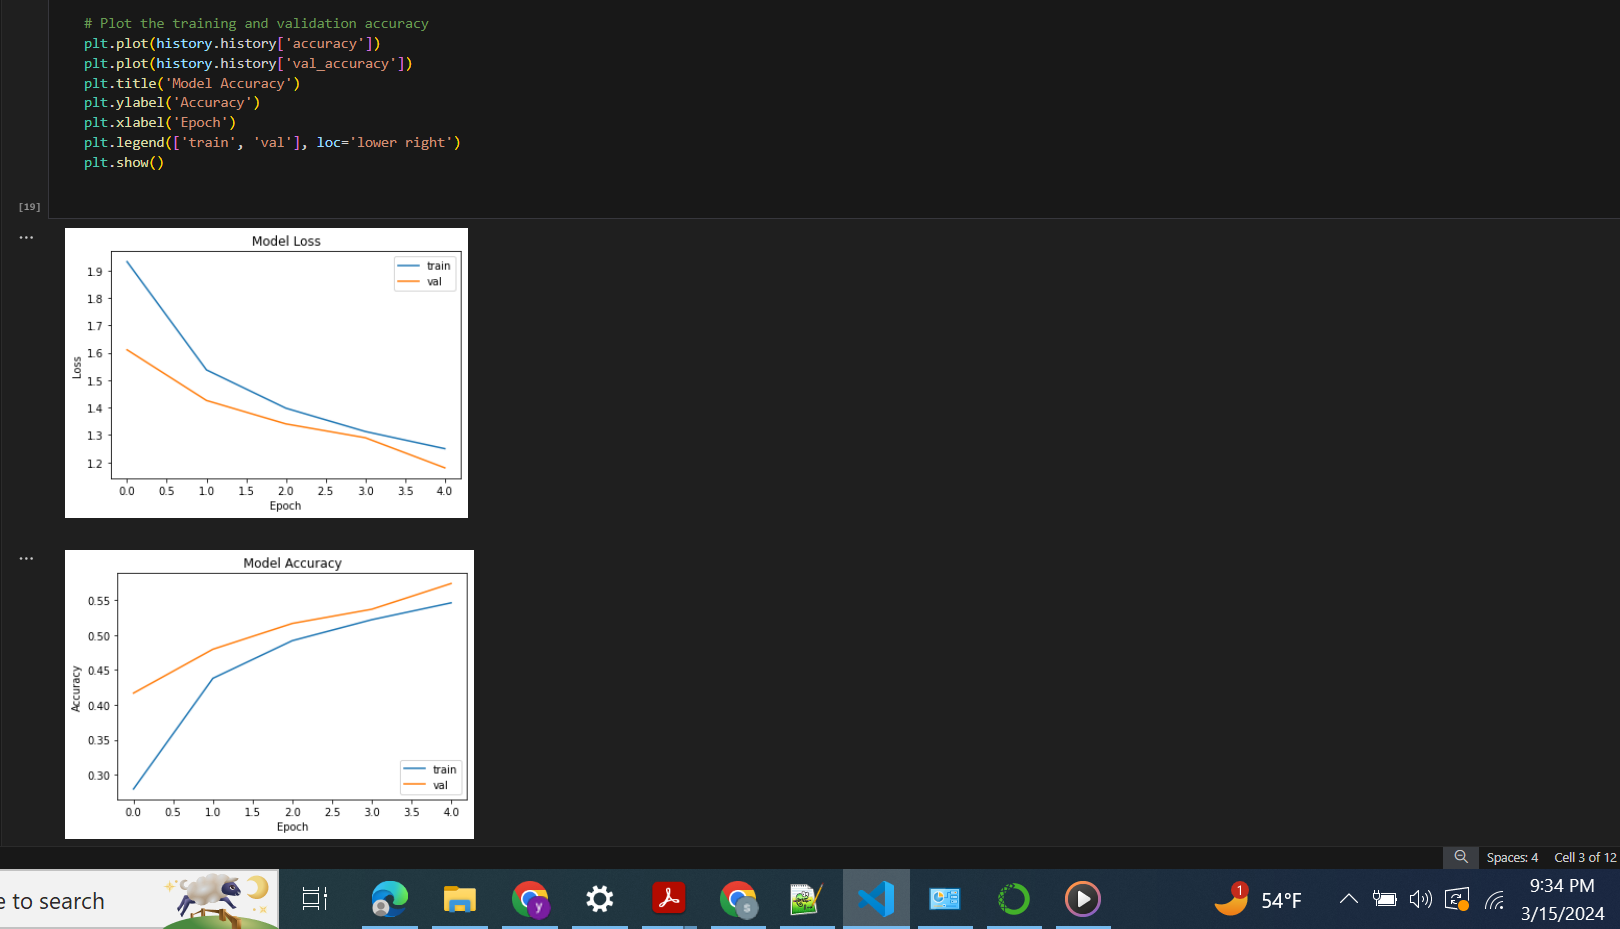 # Plot the training and validation accuracy
plt.plot(history.history['accuracy'])
plt.plot(history.history['val_accuracy'])
plt.title('Model Accuracy')
plt.ylabel('Accuracy')
plt.xlabel('Epoch')
plt.legend(['train', 'val'], loc='lower right')
plt.show()
[19]
...
Model Loss
train
val
1.9
1.8
1.7
1.6
1.5
1.4
1.3
1.2
Loss
0.0 0.5 1.0 1.5 2.0 2.5 3.0 3.5 4.0
Epoch
...
Model Accuracy
0.55
0.50
0.45
0.40
0.35
0.30
Accuracy
train
val
0.0 0.5 1.0 1.5 2.0 2.5 3.0 3.5 4.0
Epoch
Spaces: 4 Cell 3 of 12
e to search
y
s
1
54°F
9:34 PM
3/15/2024